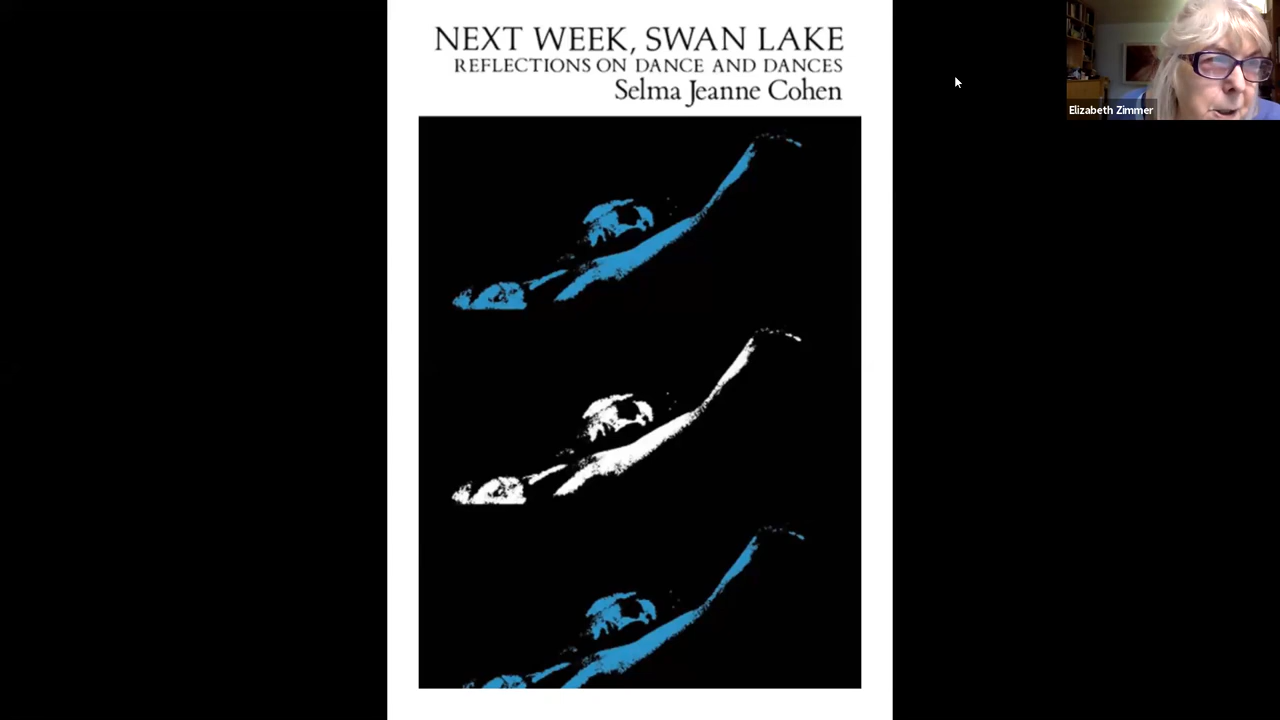 NEXT WEEK, SWAN LAKE
REFLECTIONS ON DANCE AND DANCES
Selma Jeanne Cohen
Elizabeth Zimmer